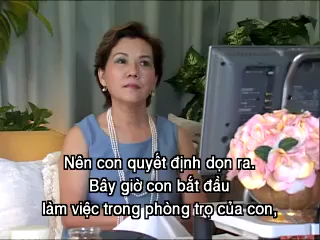 Nên con quyết định dọn ra.
Bây giờ con bắt đầu
làm việc trong phòng trọ của con,